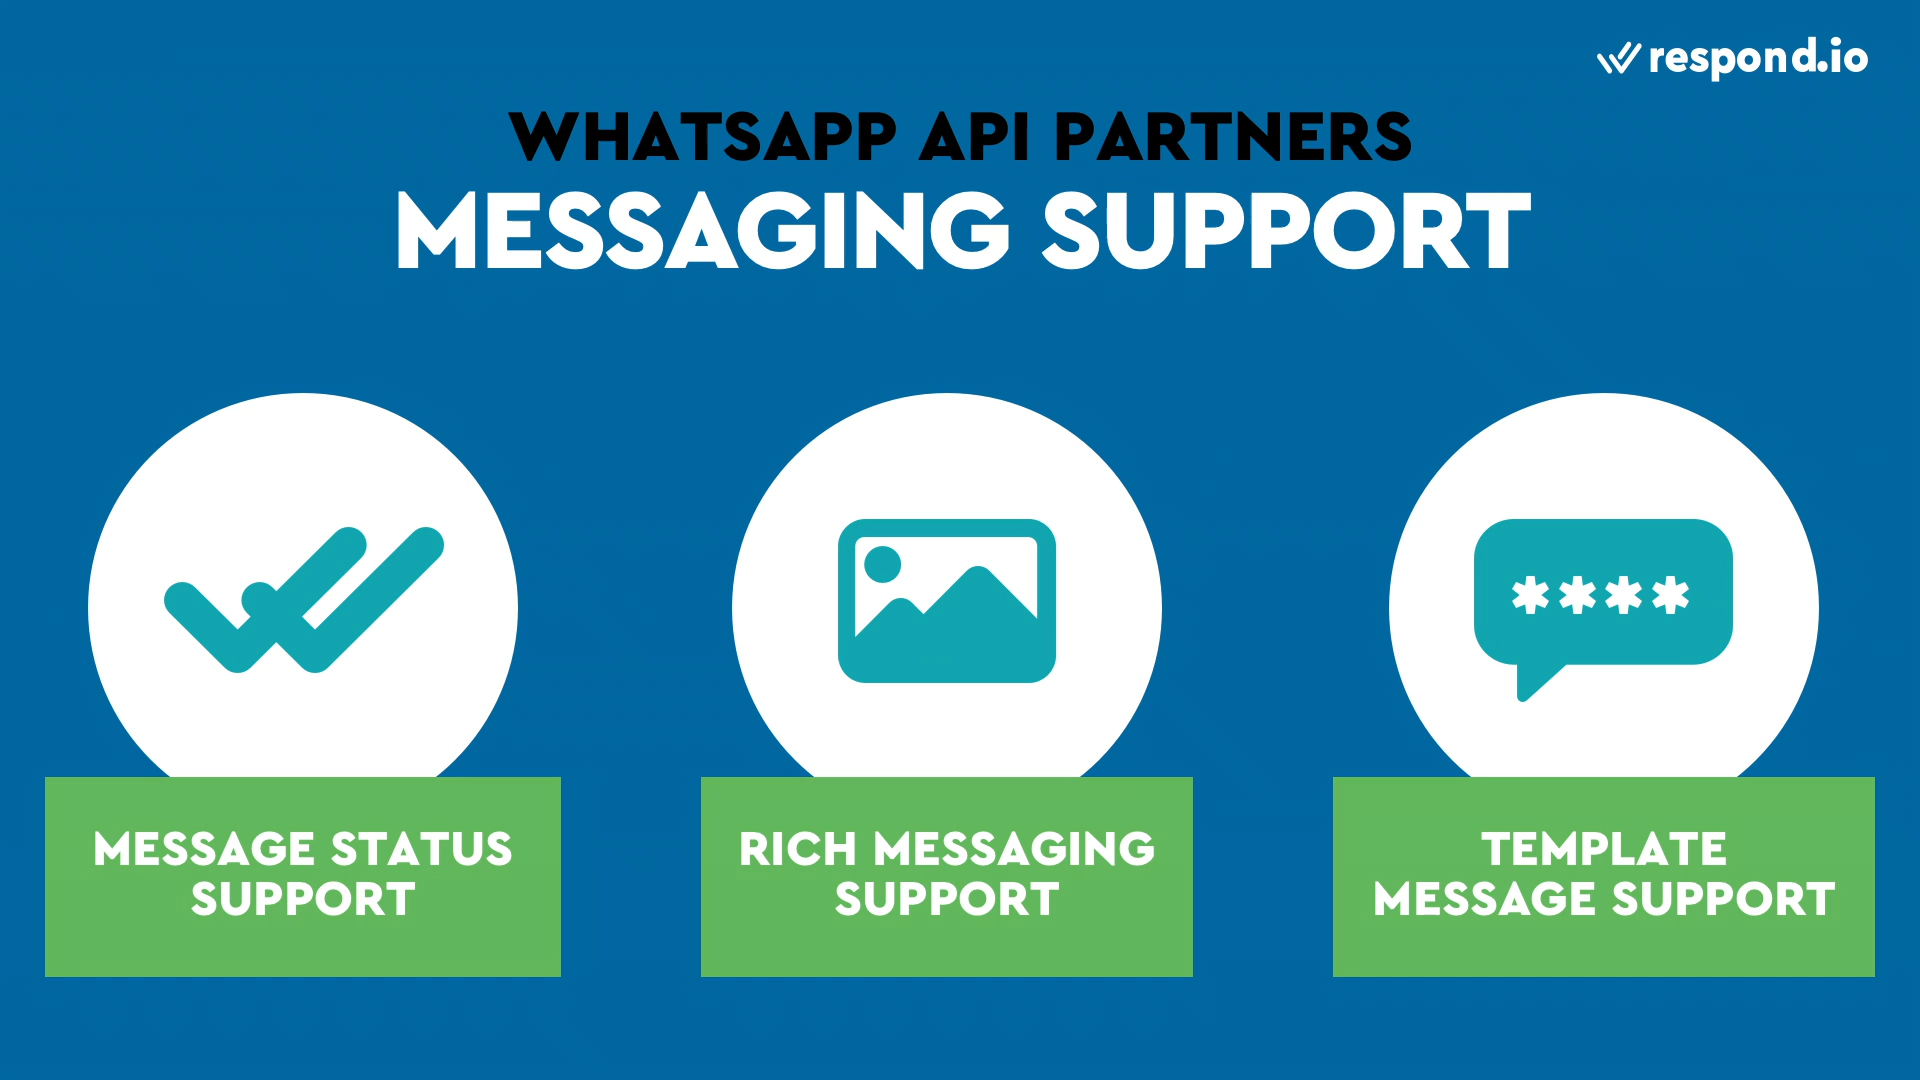 respond.io
WHATSAPP API PARTNERS
MESSAGING SUPPORT
****
MESSAGE STATUS
SUPPORT
RICH MESSAGING
SUPPORT
TEMPLATE
MESSAGE SUPPORT